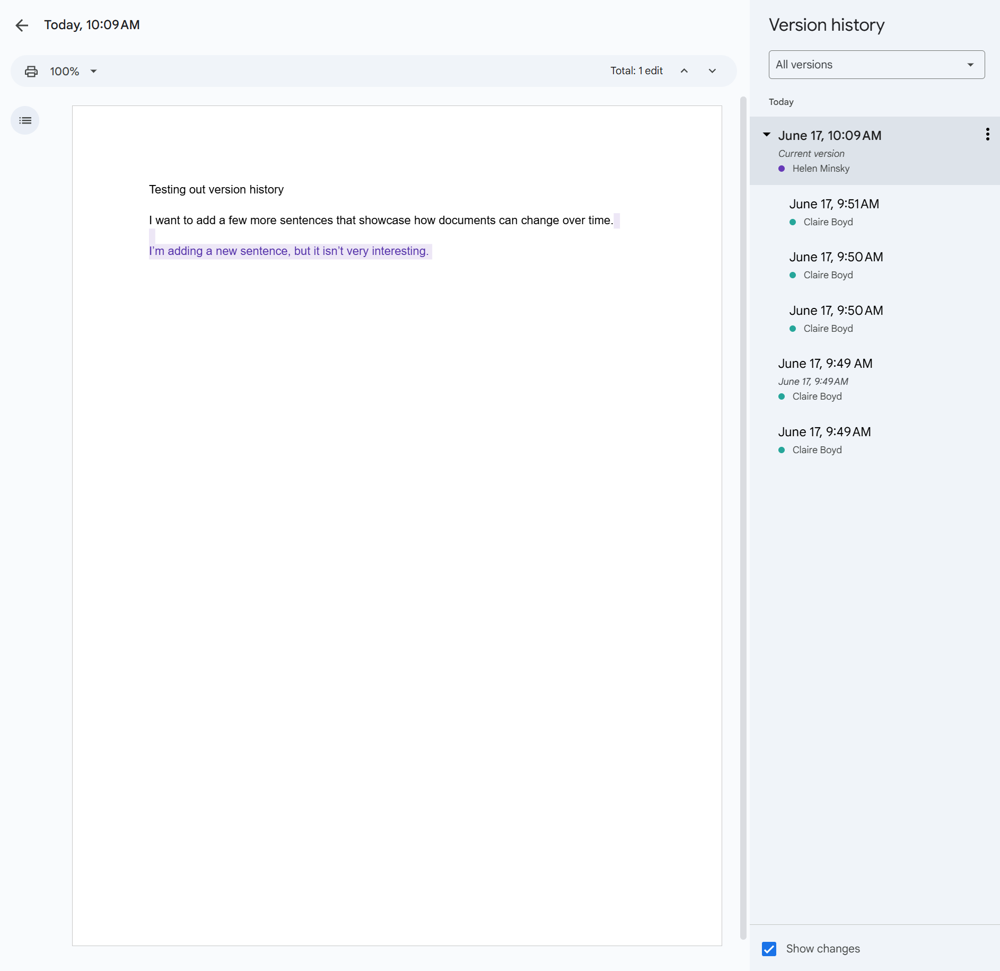 Today, 10:09 AM
100%
Total: 1 edit
Testing out version history
I want to add a few more sentences that showcase how documents can change over time.
I’m adding a new sentence, but it isn’t very interesting.
Version history
All versions
Today
June 17, 10:09 AM
Current version
Helen Minsky
June 17, 9:51 AM
Claire Boyd
June 17, 9:50 AM
Claire Boyd
June 17, 9:50 AM
Claire Boyd
June 17, 9:49 AM
June 17, 9:49 AM
Claire Boyd
June 17, 9:49 AM
Claire Boyd
Show changes